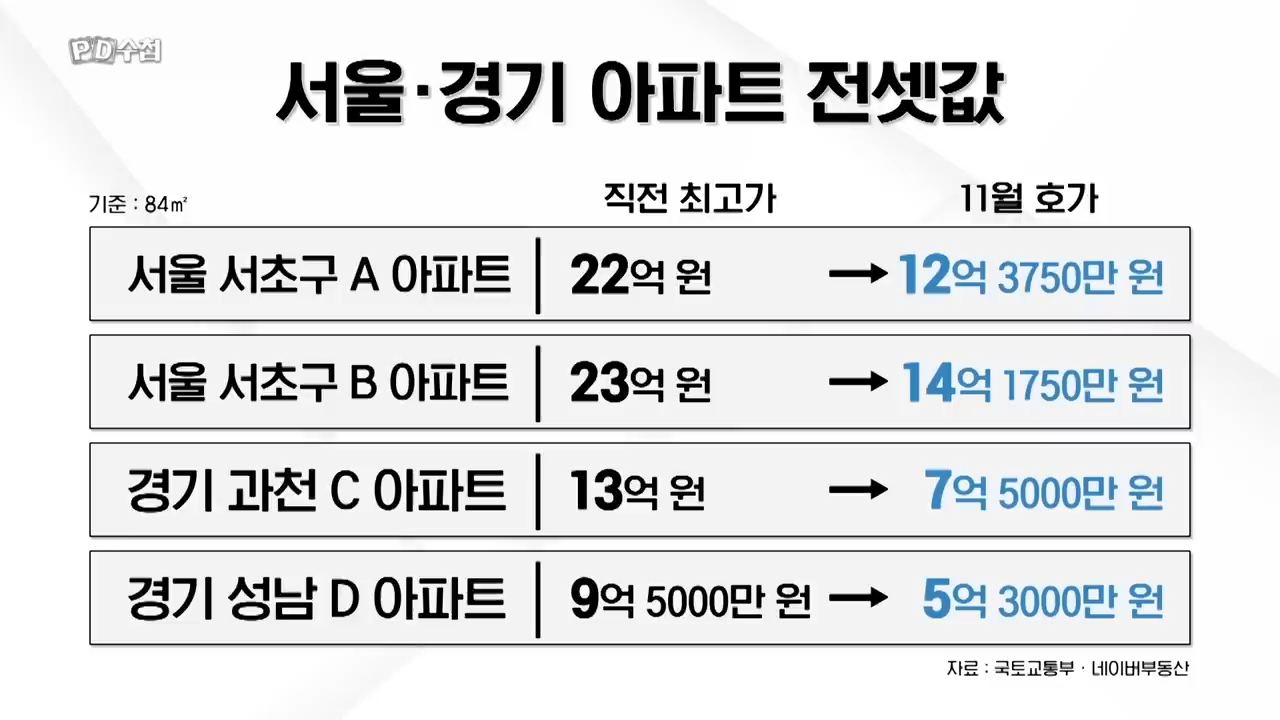 PD수첩
서울·경기 아파트 전셋값
기준 : 84㎡
직전 최고가 11월 호가
서울 서초구 A 아파트 22억 원 → 12억 3750만 원
서울 서초구 B 아파트 23억 원 → 14억 1750만 원
경기 과천 C 아파트 13억 원 → 7억 5000만 원
경기 성남 D 아파트 9억 5000만 원 → 5억 3000만 원
자료 : 국토교통부 · 네이버부동산